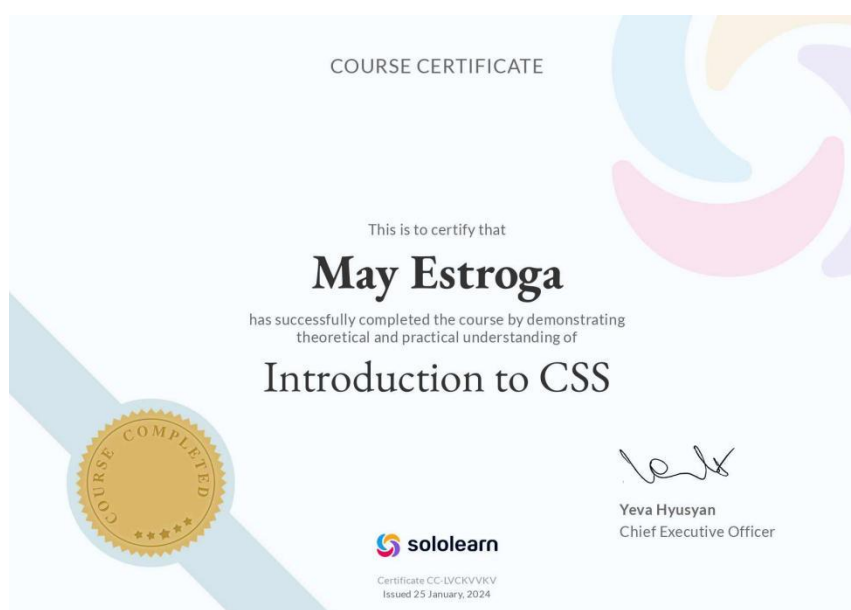 COURSE CERTIFICATE
This is to certify that
May Estroga
has successfully completed the course by demonstrating
theoretical and practical understanding of
Introduction to CSS
COURSE COMPLETED
Yeva Hyusyan
Chief Executive Officer
sololearn
Certificate CC-LVCKVVKV
Issued 25 January, 2024